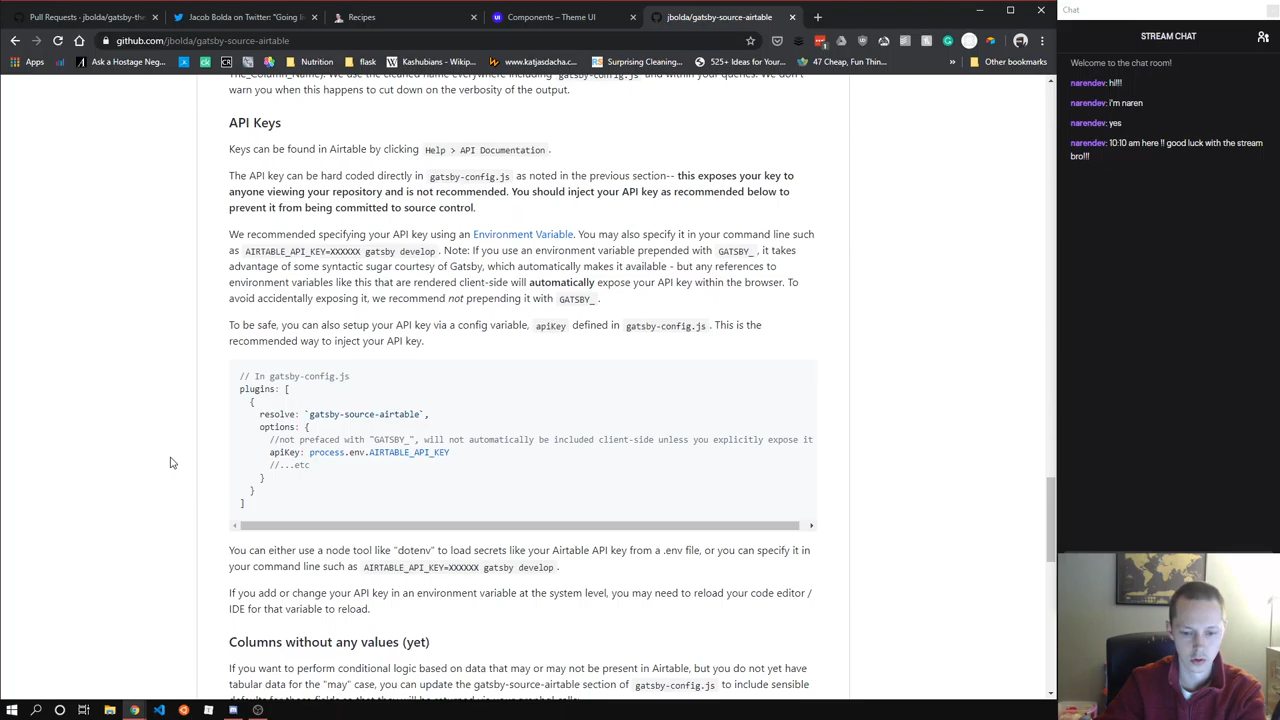 Pull Requests · jbolda/gatsby-the
Jacob Bolda on Twitter: "Going li
Recipes
Components – Theme UI
jbolda/gatsby-source-airtable
Chat
github.com/jbolda/gatsby-source-airtable
STREAM CHAT
Apps
Ask a Hostage Neg...
Nutrition
flask
Kashubians - Wikip...
www.katjasdacha.c...
Surprising Cleaning,...
525+ Ideas for Your...
47 Cheap, Fun Thin...
»
Other bookmarks
Welcome to the chat room!
narendev: hi!!!
narendev: i'm naren
narendev: yes
narendev: 10:10 am here !! good luck with the stream
bro!!!
The_Column_Name). We use the cleaned name everywhere including gatsby-config.js and within your queries. We don't
warn you when this happens to cut down on the verbosity of the output.
API Keys
Keys can be found in Airtable by clicking Help > API Documentation.
The API key can be hard coded directly in gatsby-config.js as noted in the previous section-- this exposes your key to
anyone viewing your repository and is not recommended. You should inject your API key as recommended below to
prevent it from being committed to source control.
We recommended specifying your API key using an Environment Variable. You may also specify it in your command line such
as AIRTABLE_API_KEY=XXXXXX gatsby develop. Note: If you use an environment variable prepended with GATSBY_, it takes
advantage of some syntactic sugar courtesy of Gatsby, which automatically makes it available - but any references to
environment variables like this that are rendered client-side will automatically expose your API key within the browser. To
avoid accidentally exposing it, we recommend not prepending it with GATSBY_.
To be safe, you can also setup your API key via a config variable, apiKey defined in gatsby-config.js. This is the
recommended way to inject your API key.
// In gatsby-config.js
plugins: [
{
resolve: `gatsby-source-airtable`,
options: {
//not prefaced with "GATSBY_", will not automatically be included client-side unless you explicitly expose it
apiKey: process.env.AIRTABLE_API_KEY
//...etc
}
}
]
You can either use a node tool like "dotenv" to load secrets like your Airtable API key from a .env file, or you can specify it in
your command line such as AIRTABLE_API_KEY=XXXXXX gatsby develop.
If you add or change your API key in an environment variable at the system level, you may need to reload your code editor /
IDE for that variable to reload.
Columns without any values (yet)
If you want to perform conditional logic based on data that may or may not be present in Airtable, but you do not yet have
tabular data for the "may" case, you can update the gatsby-source-airtable section of gatsby-config.js to include sensible